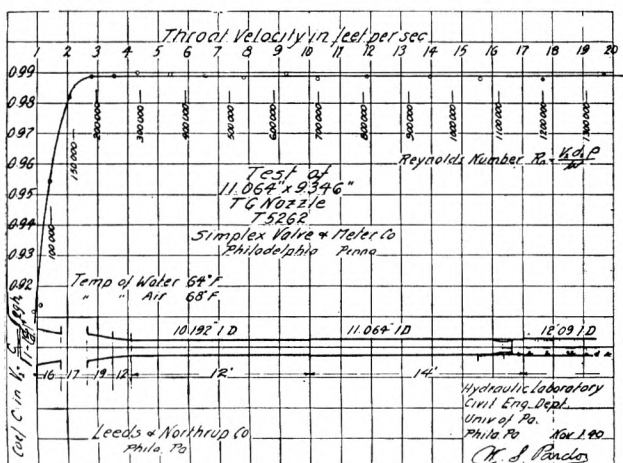 Throat Velocity in feet per sec
1 2 3 4 5 6 7 8 9 10 11 12 13 14 15 16 17 18 19 20
0.99
0.98
0.97
0.96
0.95
0.94
0.93
0.92
100000
150000
200000
300000
400000
500000
600000
700000
800000
900000
1000000
1100000
1200000
1300000
Reynolds Number Rn =
Test of
11.064" x 9.346"
TG Nozzle
T5262
Simplex Valve & Meter Co
Philadelphia Penna
Temp of Water 64°F
" " Air 68°F
Coef C in
10.192" I D
11.064" I D
12.09 I D
16 17 19 12 12' 14'
Leeds & Northrup Co
Phila. Pa
Hydraulic Laboratory
Civil Eng. Dept.
Univ of Pa.
Phila. Pa Nov 1.40
W. S. Pardoe